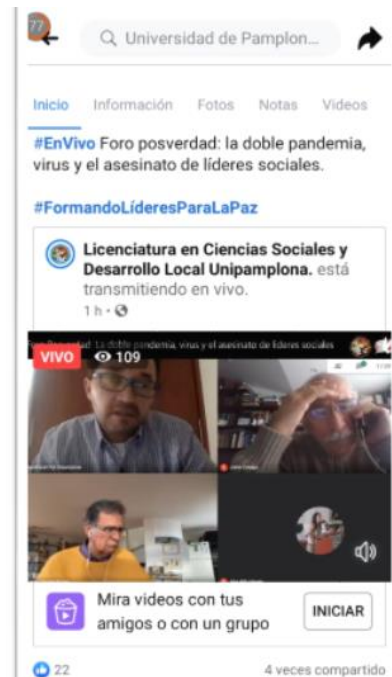 77
Universidad de Pamplon...
Inicio Información Fotos Notas Videos
#EnVivo Foro posverdad: la doble pandemia,
virus y el asesinato de líderes sociales.
#FormandoLíderesParaLaPaz
Licenciatura en Ciencias Sociales y
Desarrollo Local Unipamplona. está
transmitiendo en vivo.
1 h
La doble pandemia, virus y el asesinato de líderes sociales
VIVO 109
Mira videos con tus
amigos o con un grupo
INICIAR
22
4 veces compartido